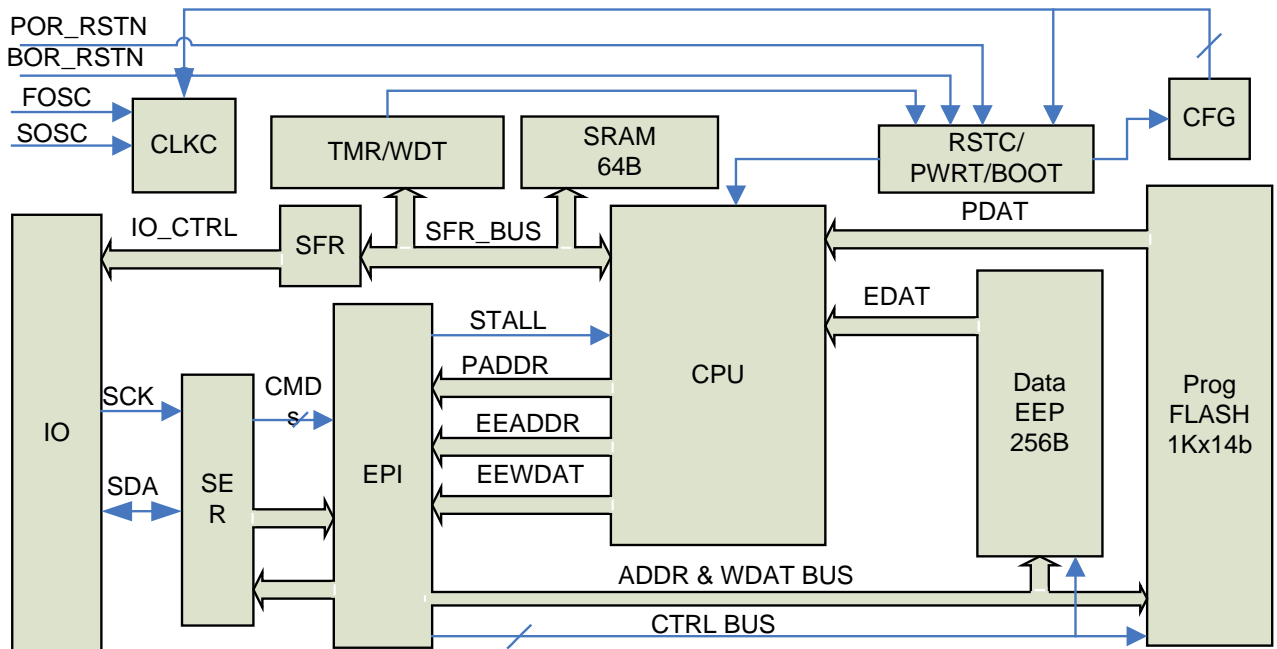 POR_RSTN
BOR_RSTN
FOSC
SOSC
CLKC
TMR/WDT
SRAM
64B
RSTC/
PWRT/BOOT
CFG
IO_CTRL
SFR
SFR_BUS
PDAT
EDAT
STALL
PADDR
CPU
EEADDR
EEWDAT
IO
SCK
CMD
s
SDA
SE
R
EPI
Data
EEP
256B
Prog
FLASH
1Kx14b
ADDR & WDAT BUS
CTRL BUS